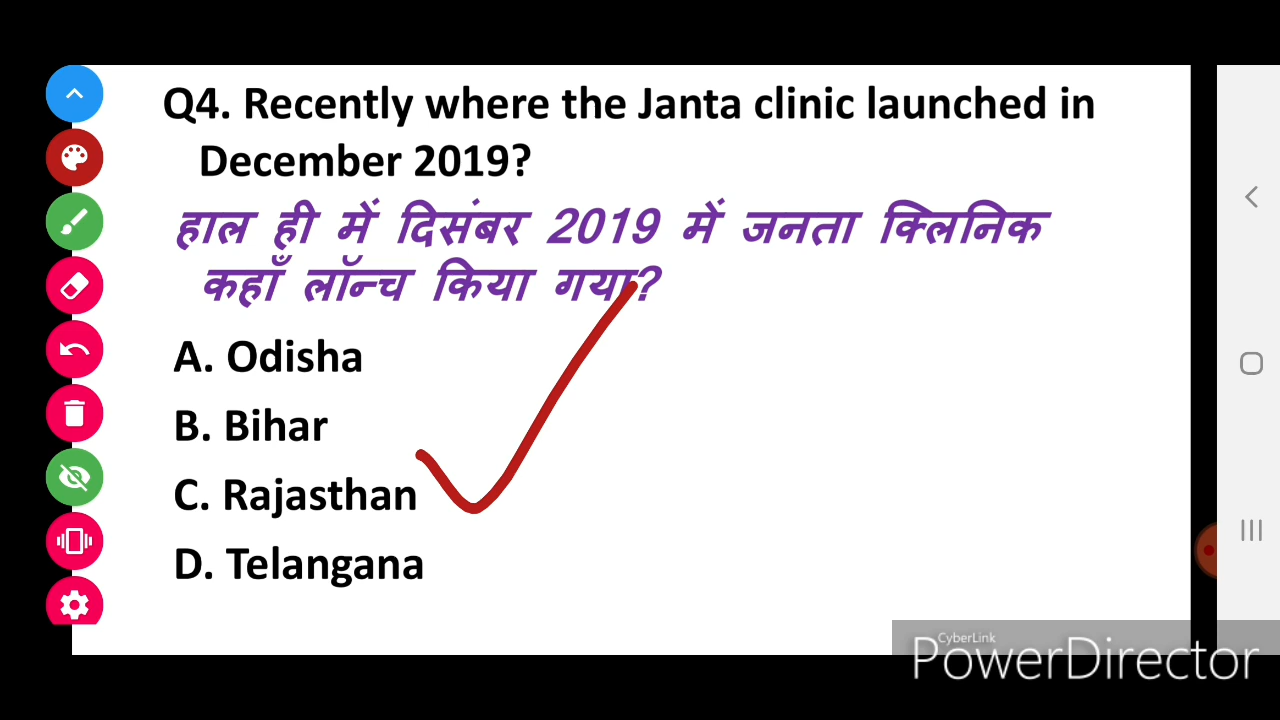 Q4. Recently where the Janta clinic launched in
December 2019?
हाल ही में दिसंबर 2019 में जनता क्लिनिक
कहाँ लॉन्च किया गया?
A. Odisha
B. Bihar
C. Rajasthan
D. Telangana
CyberLink
PowerDirector